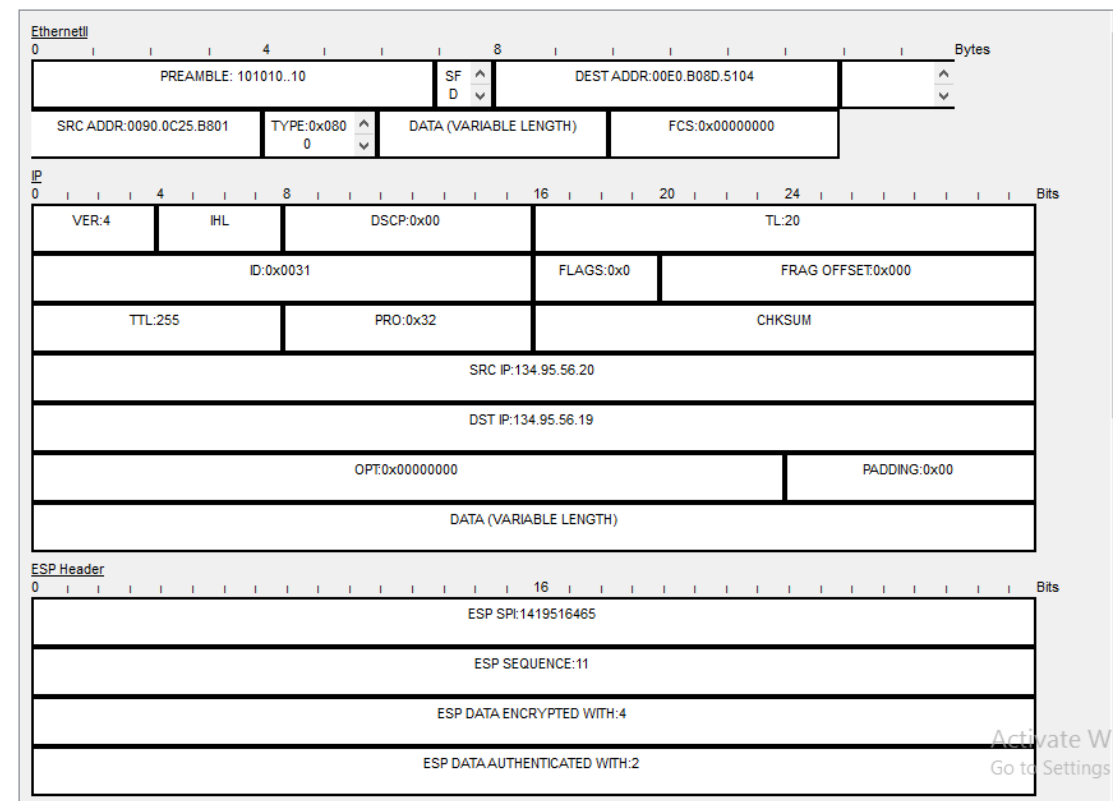 EthernetII
0 4 8 Bytes
PREAMBLE: 101010..10 SF DEST ADDR:00E0.B08D.5104
D
SRC ADDR:0090.0C25.B801 TYPE:0x080 DATA (VARIABLE LENGTH) FCS:0x00000000
0
IP
0 4 8 16 20 24 Bits
VER:4 IHL DSCP:0x00 TL:20
ID:0x0031 FLAGS:0x0 FRAG OFFSET:0x000
TTL:255 PRO:0x32 CHKSUM
SRC IP:134.95.56.20
DST IP:134.95.56.19
OPT:0x00000000 PADDING:0x00
DATA (VARIABLE LENGTH)
ESP Header
0 16 Bits
ESP SPI:1419516465
ESP SEQUENCE:11
ESP DATA ENCRYPTED WITH:4
ESP DATA AUTHENTICATED WITH:2
Activate W
Go to Settings